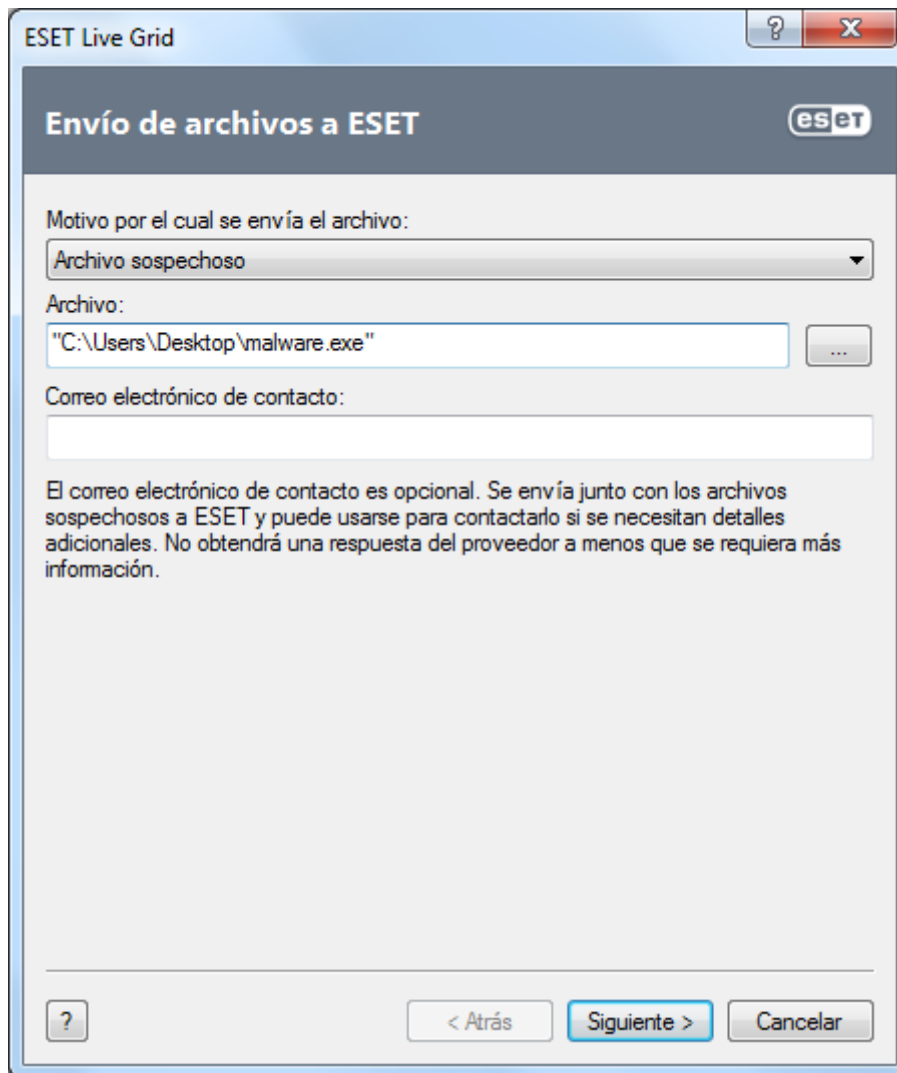 ESET Live Grid
?
X
Envío de archivos a ESET
eseT
Motivo por el cual se envía el archivo:
Archivo sospechoso
Archivo:
"C:\Users\Desktop\malware.exe"
...
Correo electrónico de contacto:
El correo electrónico de contacto es opcional. Se envía junto con los archivos
sospechosos a ESET y puede usarse para contactarlo si se necesitan detalles
adicionales. No obtendrá una respuesta del proveedor a menos que se requiera más
información.
?
< Atrás
Siguiente >
Cancelar